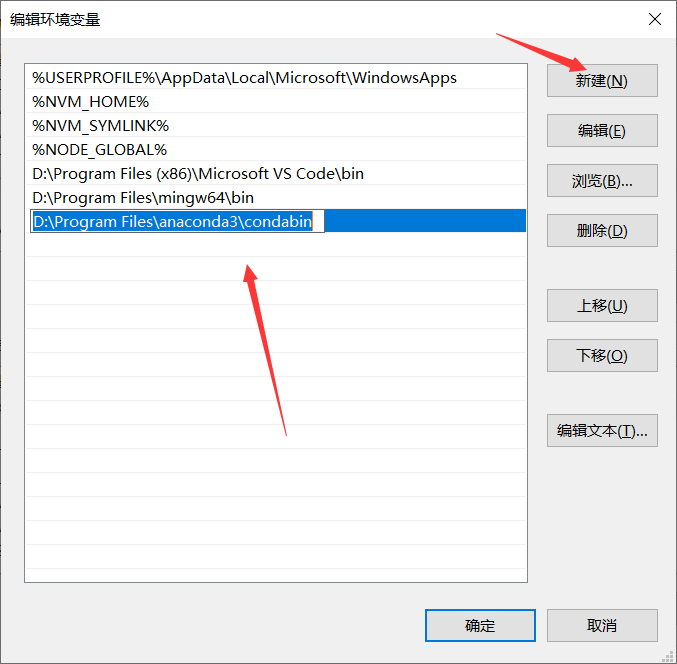 编辑环境变量
%USERPROFILE%\AppData\Local\Microsoft\WindowsApps
%NVM_HOME%
%NVM_SYMLINK%
%NODE_GLOBAL%
D:\Program Files (x86)\Microsoft VS Code\bin
D:\Program Files\mingw64\bin
D:\Program Files\anaconda3\condabin
新建(N)
编辑(E)
浏览(B)...
删除(D)
上移(U)
下移(O)
编辑文本(T)...
确定
取消